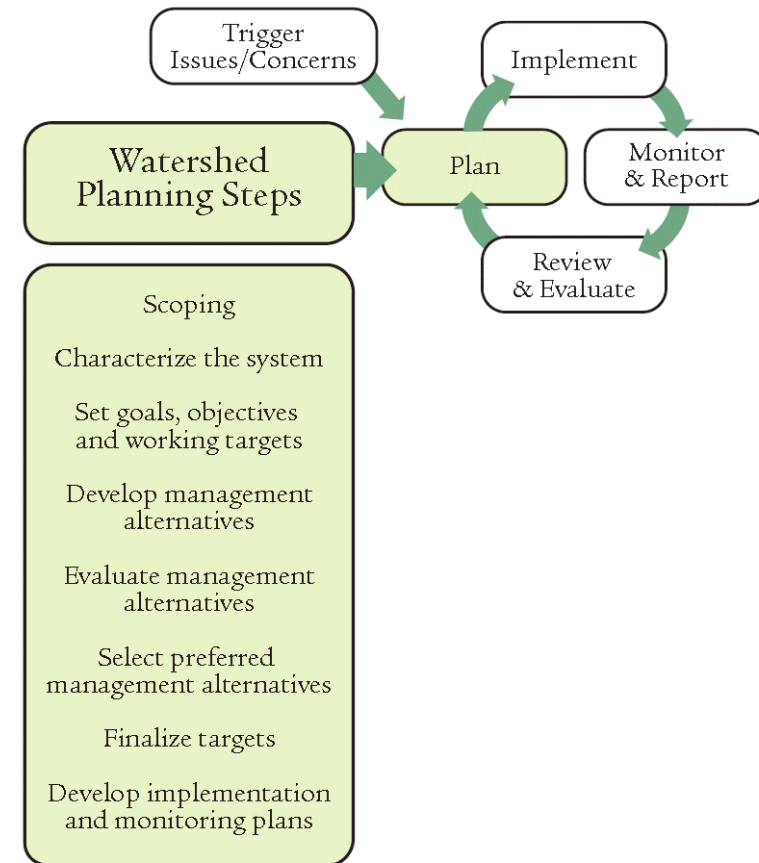 Trigger
Issues/Concerns
Implement
Watershed
Planning Steps
Plan
Monitor
& Report
Review
& Evaluate
Scoping
Characterize the system
Set goals, objectives
and working targets
Develop management
alternatives
Evaluate management
alternatives
Select preferred
management alternatives
Finalize targets
Develop implementation
and monitoring plans